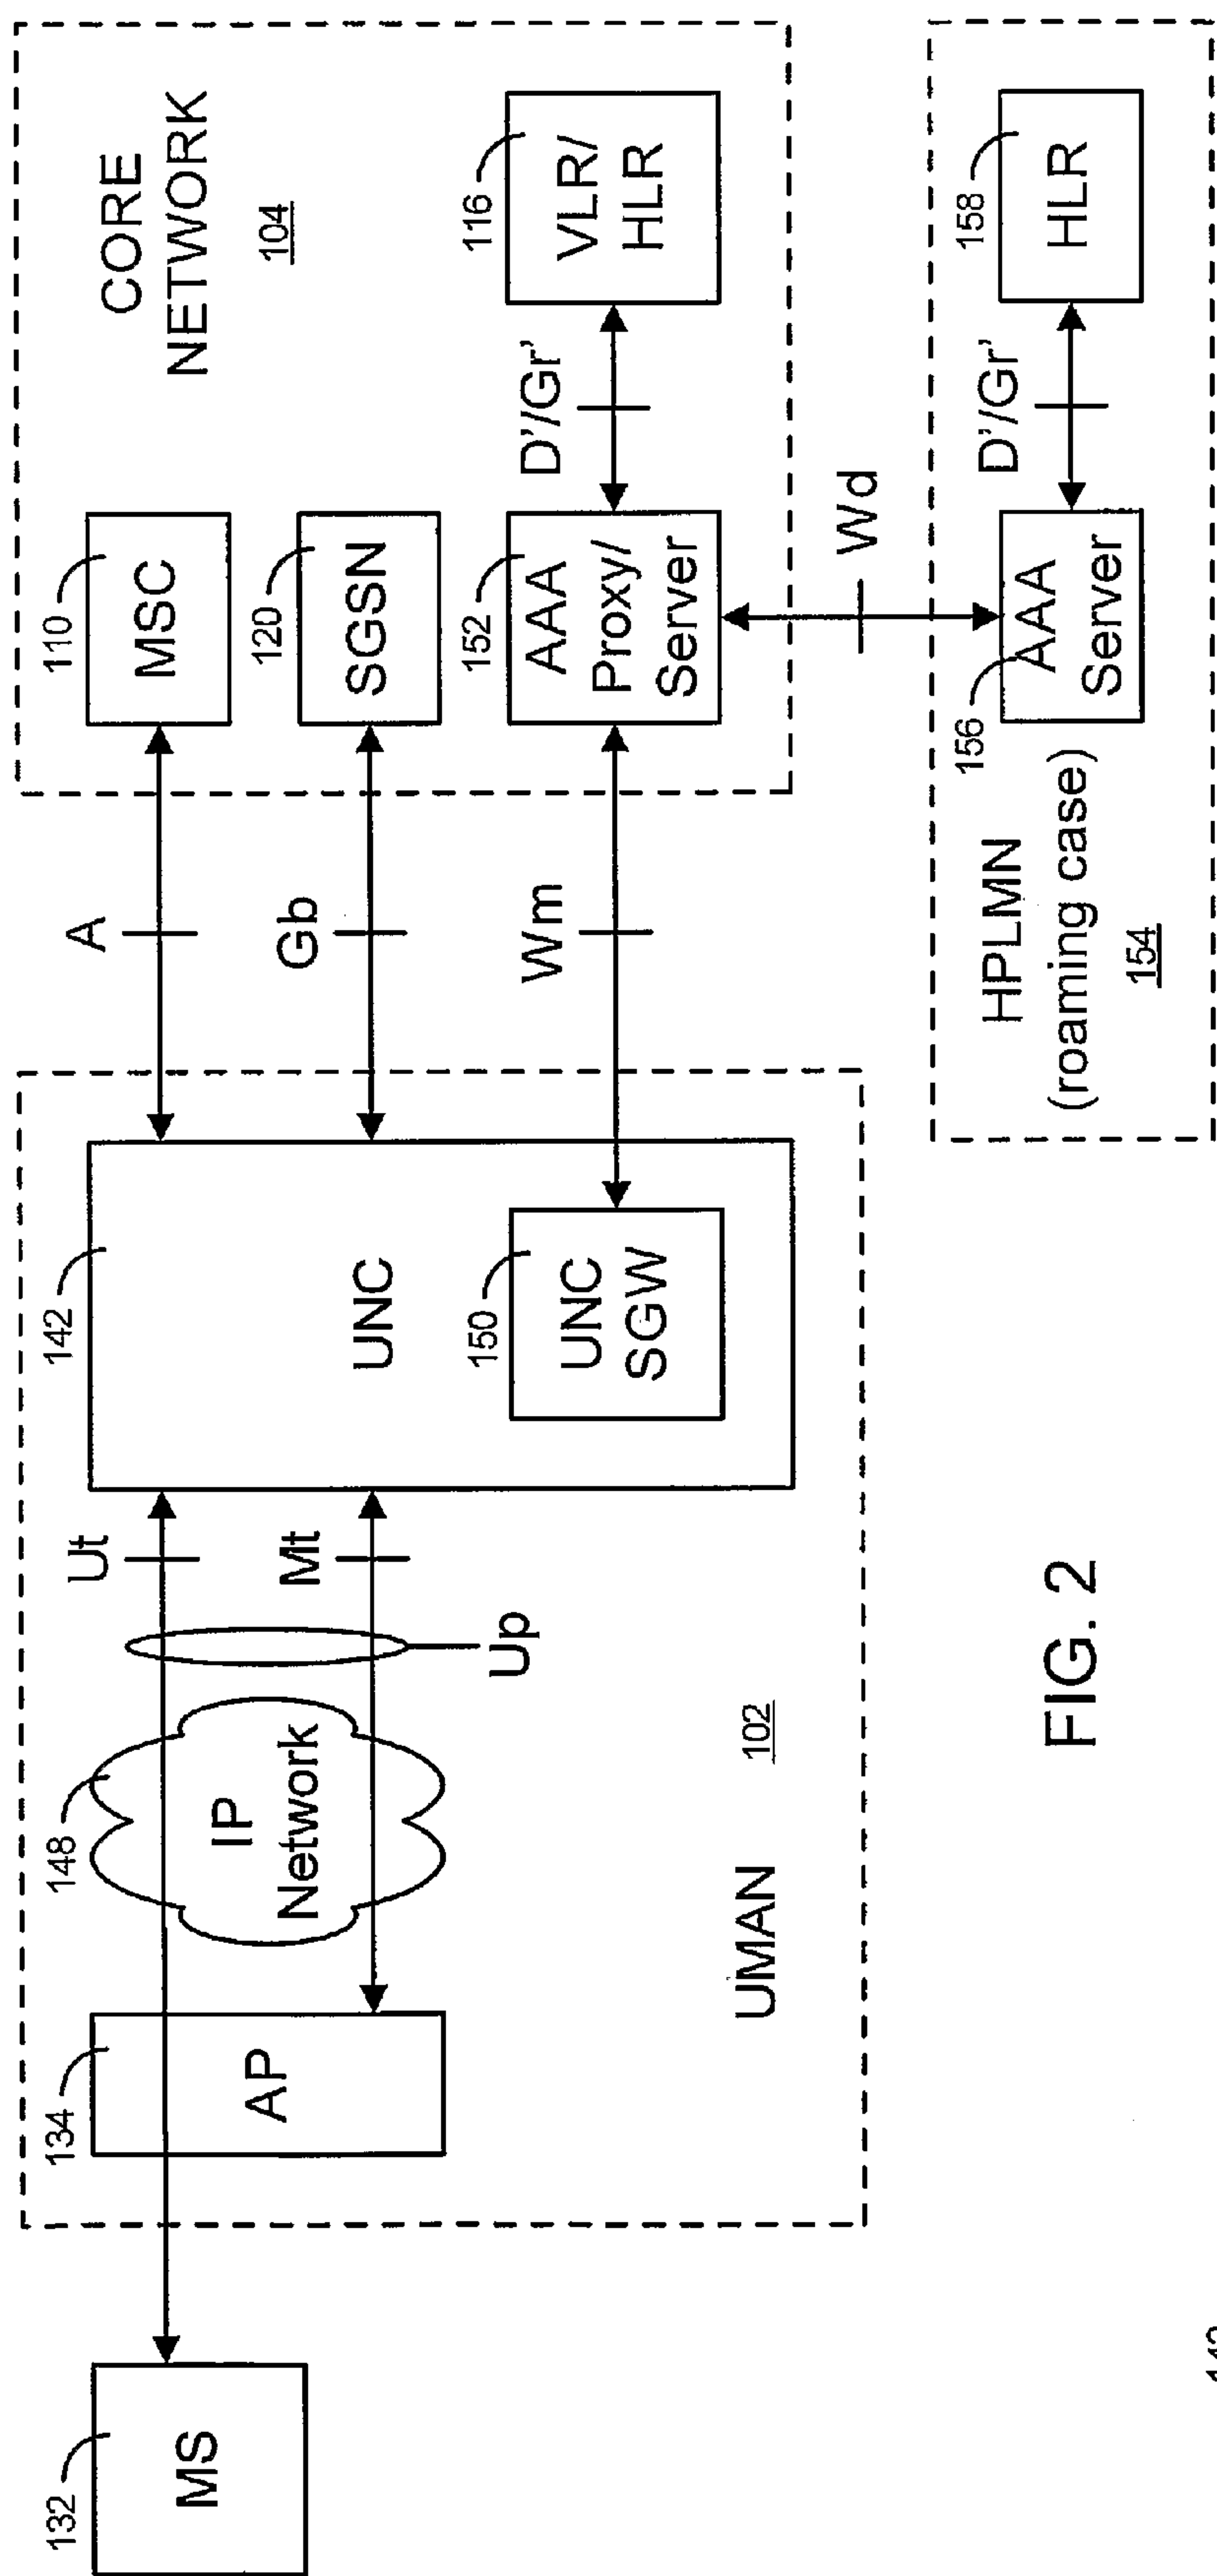 132
MS
134
AP
148
IP
Network
Ut
Mt
Up
UMAN
102
142
UNC
150
UNC
SGW
A
Gb
Wm
CORE
NETWORK
104
110
MSC
120
SGSN
152
AAA
Proxy/
Server
D'/Gr'
116
VLR/
HLR
Wd
HPLMN
(roaming case)
154
156
AAA
Server
D'/Gr'
158
HLR
FIG. 2